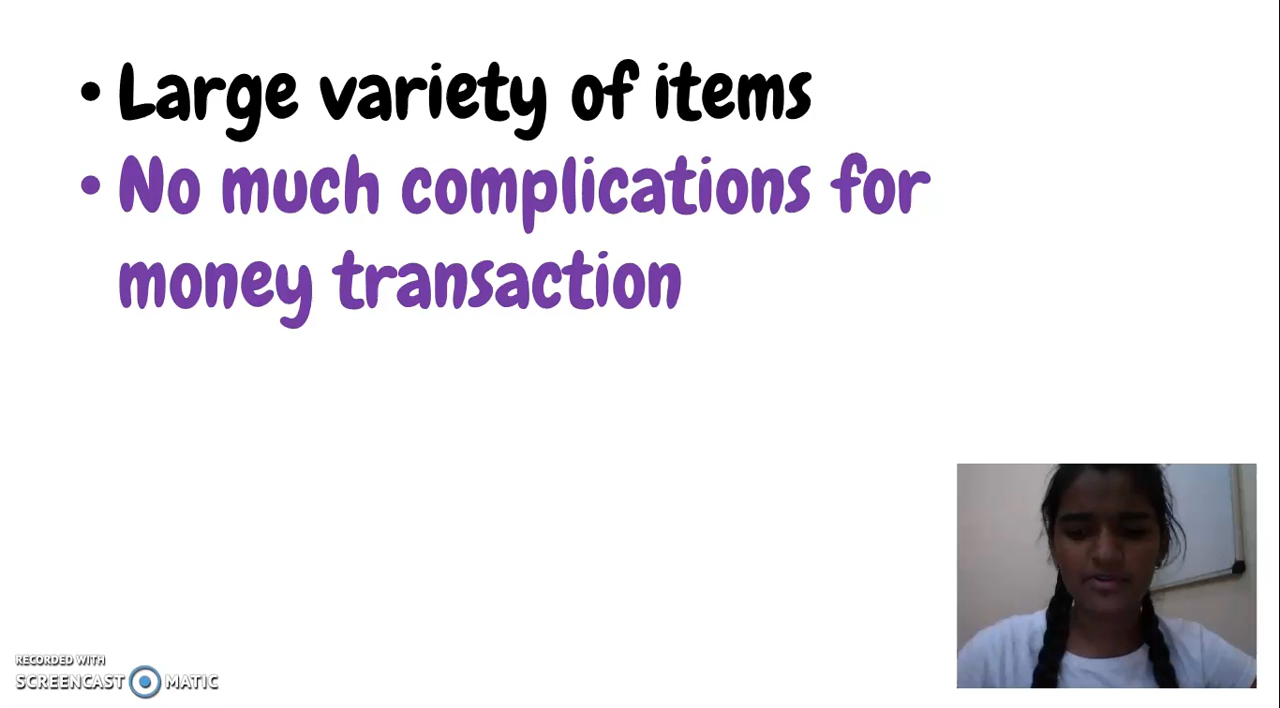 • Large variety of items
• No much complications for
money transaction
RECORDED WITH
SCREENCAST MATIC